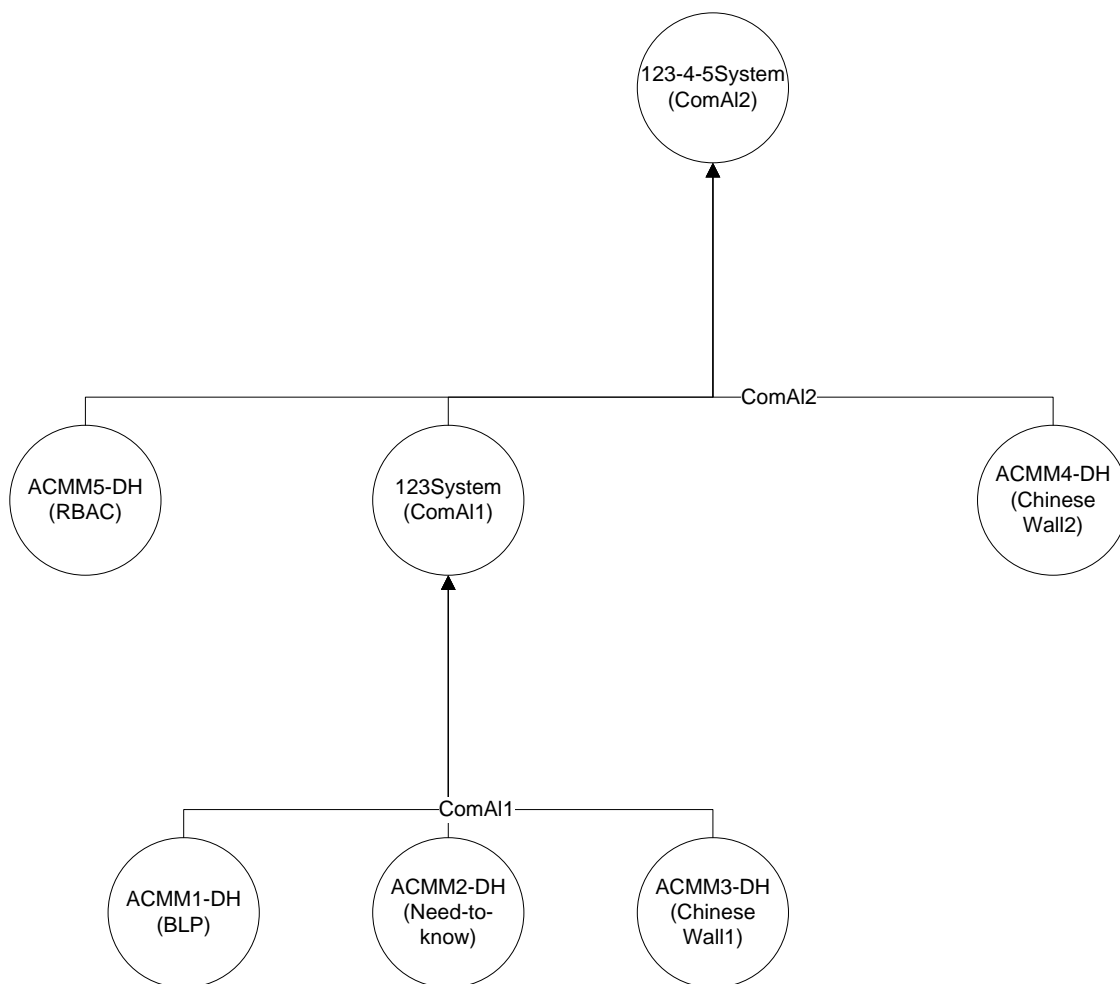 123-4-5System
(ComAl2)
ComAl2
ACMM5-DH
(RBAC)
123System
(ComAl1)
ACMM4-DH
(Chinese
Wall2)
ComAl1
ACMM1-DH
(BLP)
ACMM2-DH
(Need-to-
know)
ACMM3-DH
(Chinese
Wall1)